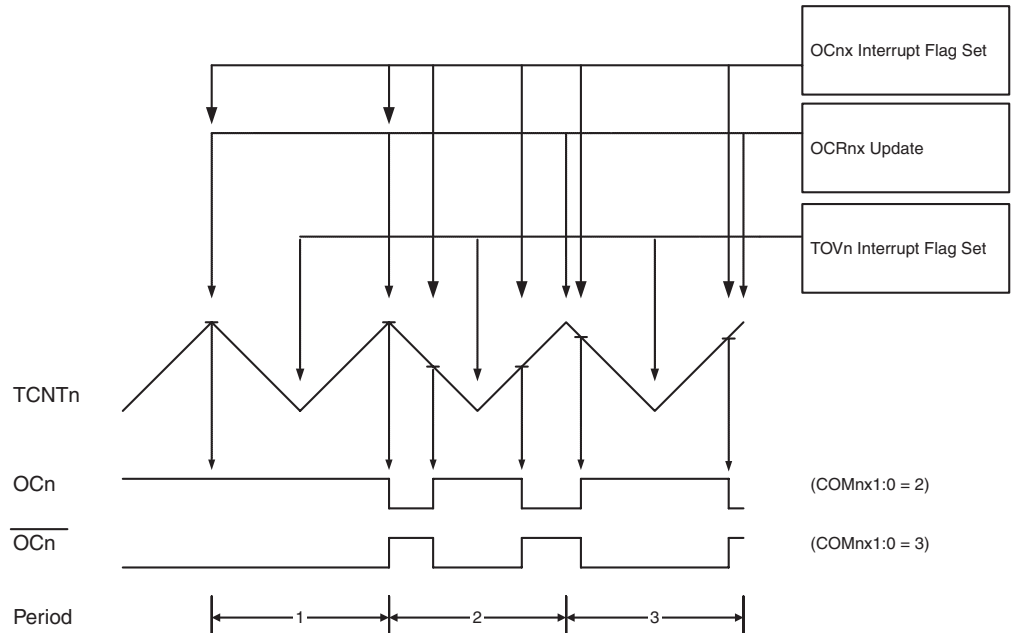 OCnx Interrupt Flag Set
OCRnx Update
TOVn Interrupt Flag Set
TCNTn
OCn
(COMnx1:0 = 2)
OCn
(COMnx1:0 = 3)
Period
1
2
3